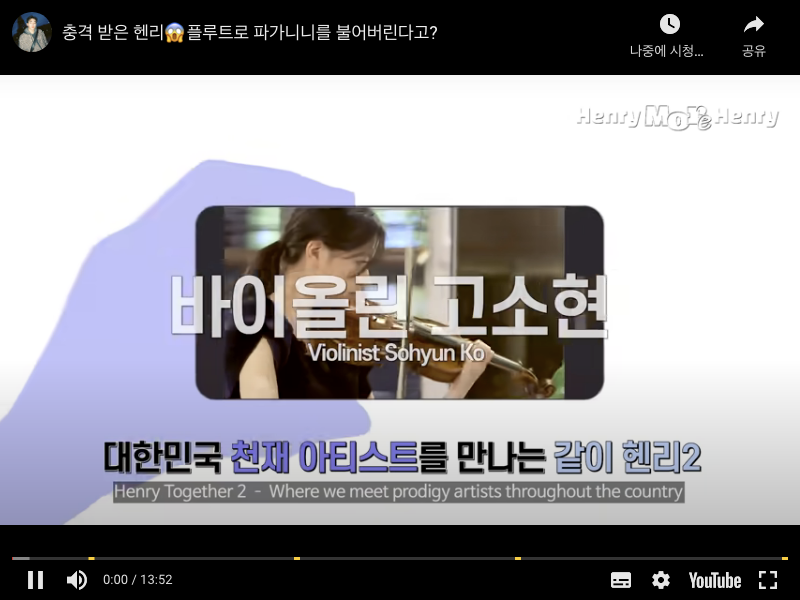 충격 받은 헨리😱플루트로 파가니니를 불어버린다고?
나중에 시청...
공유
Henry More Henry
바이올린 고소현
Violinist Sohyun Ko
대한민국 천재 아티스트를 만나는 같이 헨리2
Henry Together 2 - Where we meet prodigy artists throughout the country
0:00 / 13:52
YouTube